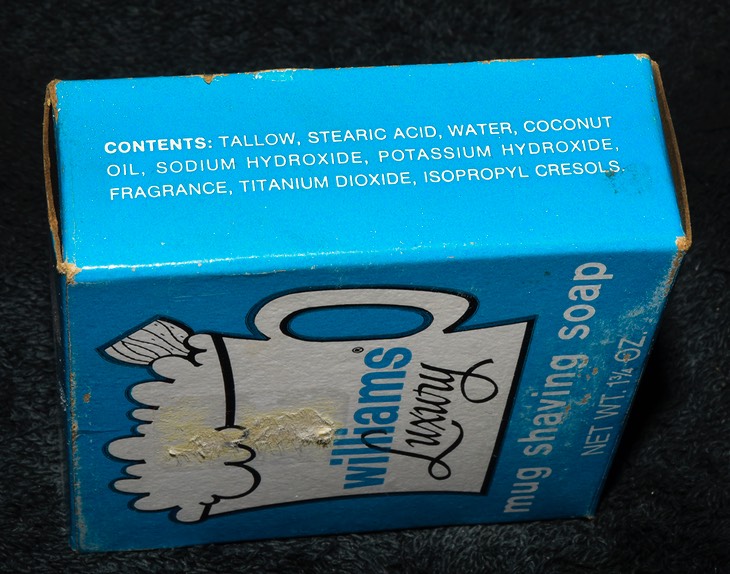 CONTENTS: TALLOW, STEARIC ACID, WATER, COCONUT
OIL, SODIUM HYDROXIDE, POTASSIUM HYDROXIDE,
FRAGRANCE, TITANIUM DIOXIDE, ISOPROPYL CRESOLS.
williams®
Luxury
mug shaving soap
NET WT. 1¾ OZ.